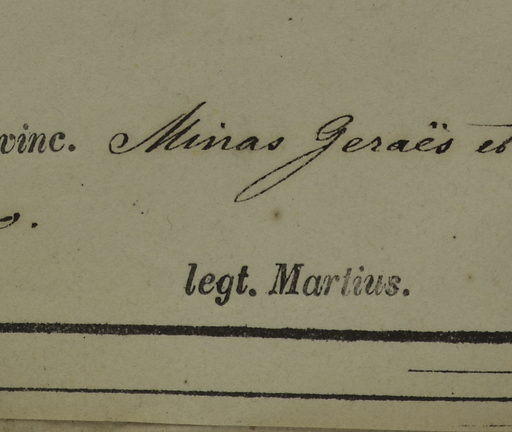 vinc. Minas Geraës et
o.
legt. Martius.